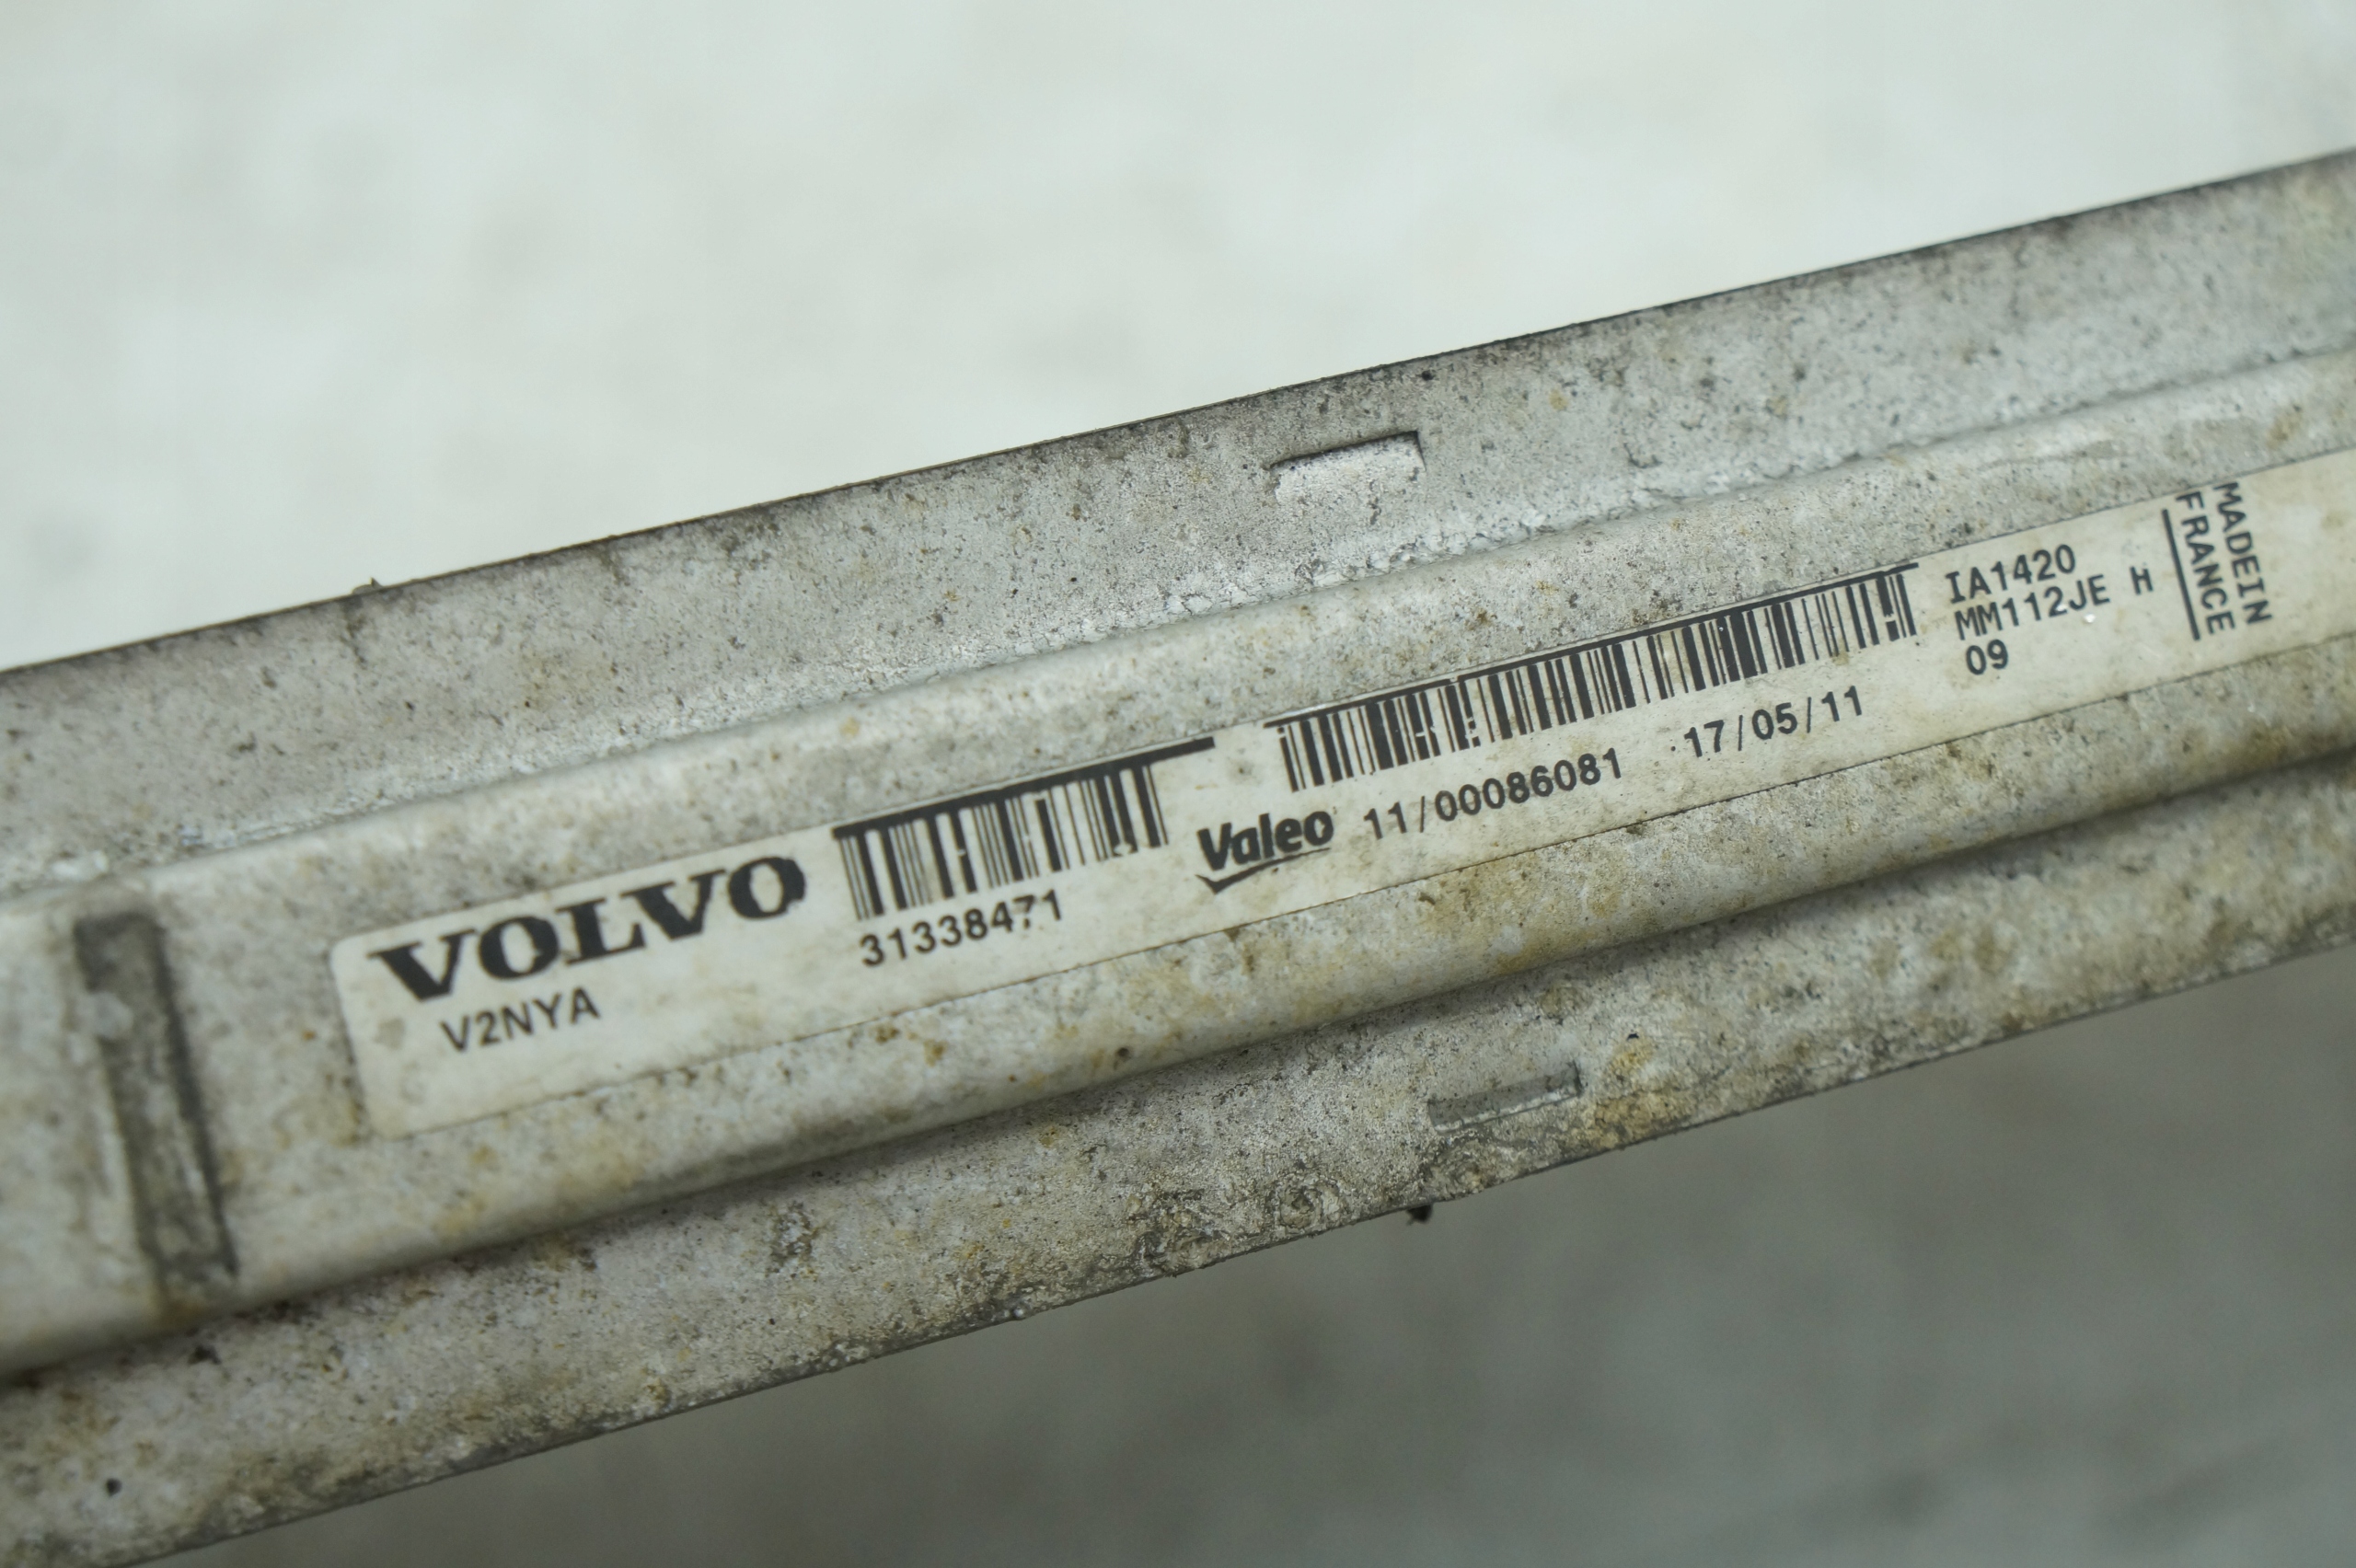 VOLVO
V2NYA
31338471
Valeo 11/00086081 17/05/11
IA1420
MM112JE H
09
MADEIN
FRANCE